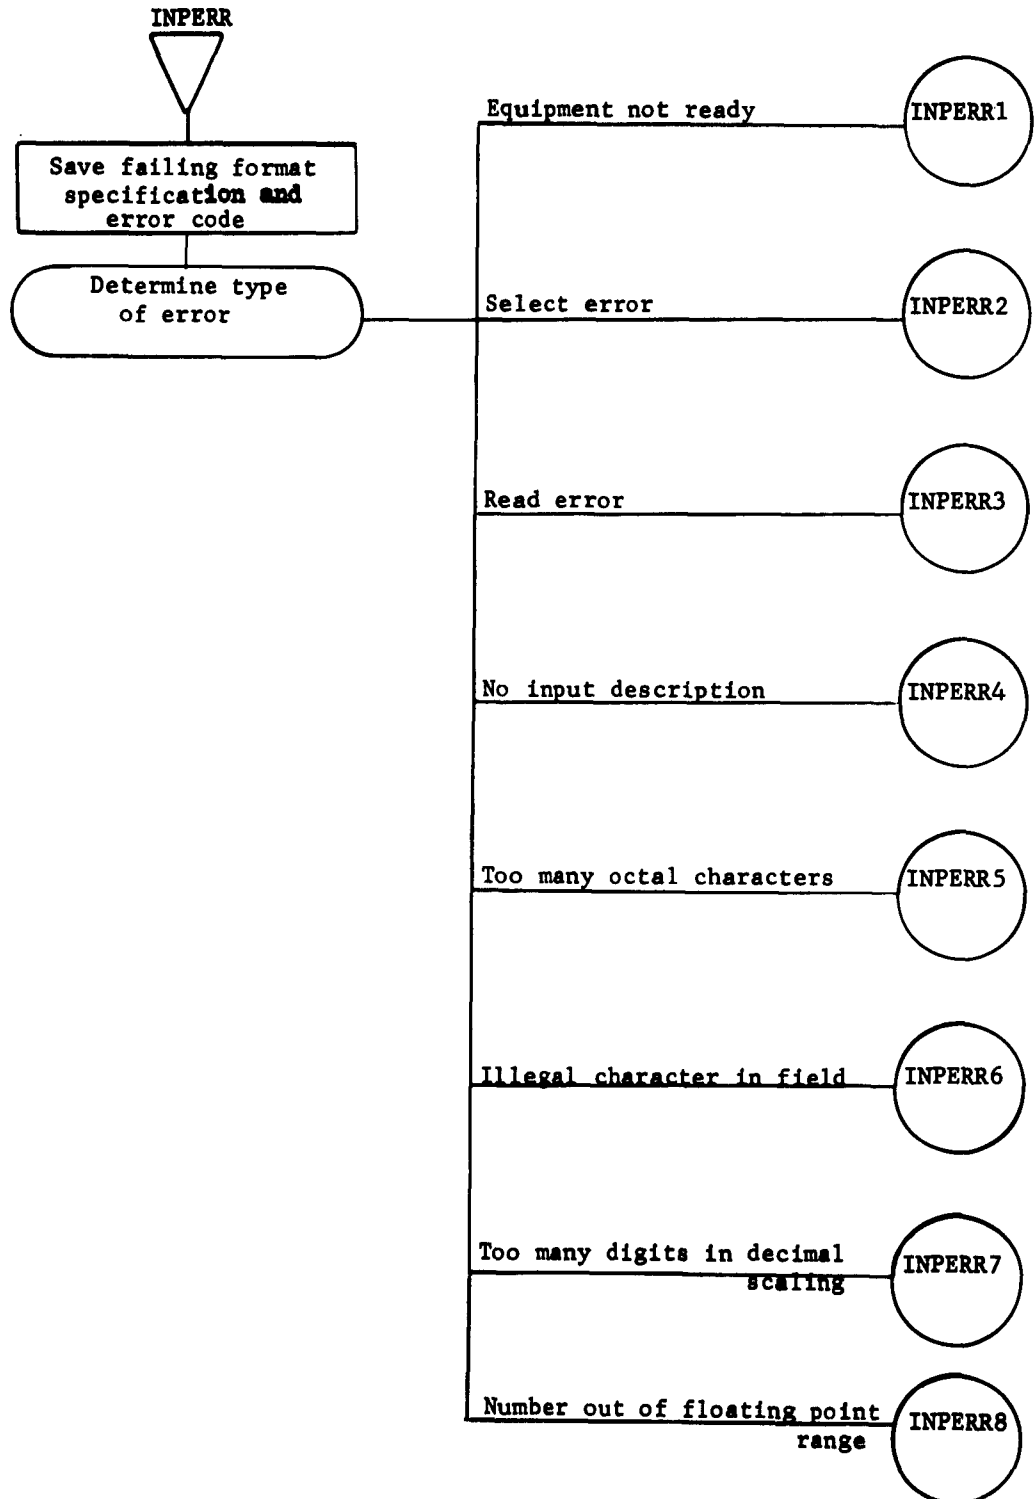 INPERR
Save failing format
specification and
error code
Determine type
of error
Equipment not ready
INPERR1
Select error
INPERR2
Read error
INPERR3
No input description
INPERR4
Too many octal characters
INPERR5
Illegal character in field
INPERR6
Too many digits in decimal
scaling
INPERR7
Number out of floating point
range
INPERR8